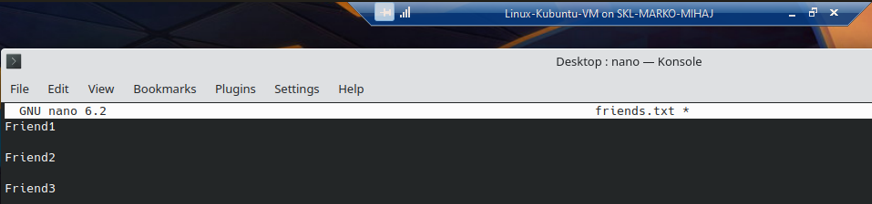 Linux-Kubuntu-VM on SKL-MARKO-MIHAJ
Desktop : nano — Konsole
File Edit View Bookmarks Plugins Settings Help
GNU nano 6.2 friends.txt *
Friend1
Friend2
Friend3